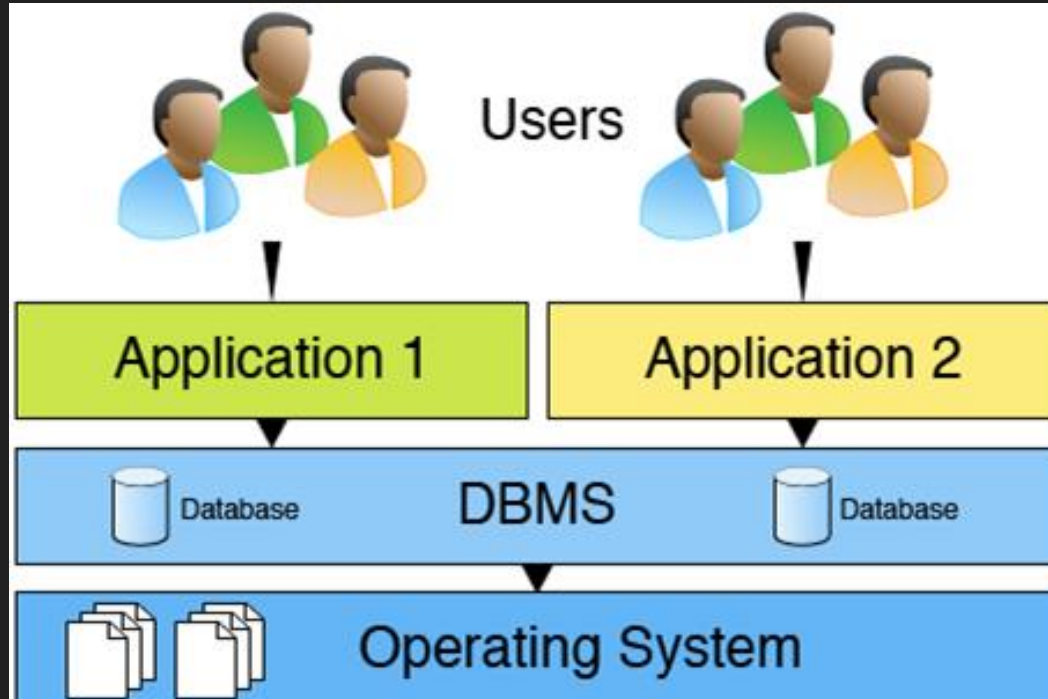 Users
Application 1
Application 2
Database
DBMS
Database
Operating System